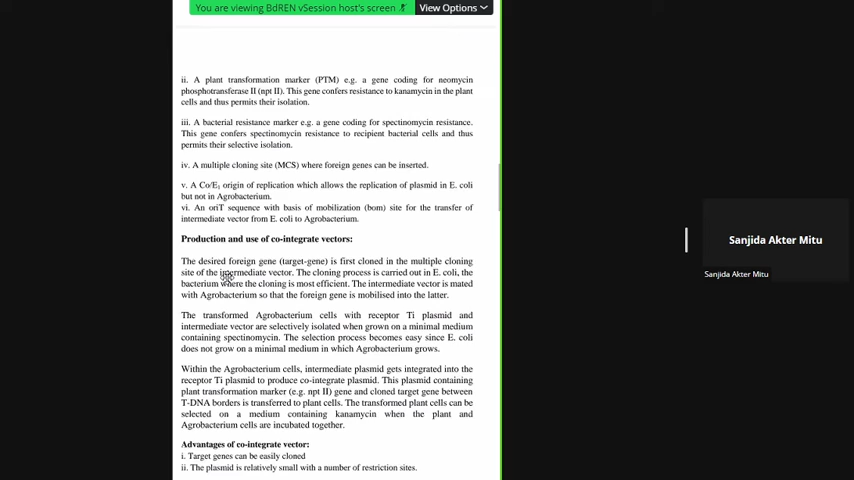 You are viewing BdREN vSession host's screen
View Options
ii. A plant transformation marker (PTM) e.g. a gene coding for neomycin
phosphotransferase II (npt II). This gene confers resistance to kanamycin in the plant
cells and thus permits their isolation.
iii. A bacterial resistance marker e.g. a gene coding for spectinomycin resistance.
This gene confers spectinomycin resistance to recipient bacterial cells and thus
permits their selective isolation.
iv. A multiple cloning site (MCS) where foreign genes can be inserted.
v. A Co/E₁ origin of replication which allows the replication of plasmid in E. coli
but not in Agrobacterium.
vi. An oriT sequence with basis of mobilization (bom) site for the transfer of
intermediate vector from E. coli to Agrobacterium.
Production and use of co-integrate vectors:
The desired foreign gene (target-gene) is first cloned in the multiple cloning
site of the intermediate vector. The cloning process is carried out in E. coli, the
bacterium where the cloning is most efficient. The intermediate vector is mated
with Agrobacterium so that the foreign gene is mobilised into the latter.
The transformed Agrobacterium cells with receptor Ti plasmid and
intermediate vector are selectively isolated when grown on a minimal medium
containing spectinomycin. The selection process becomes easy since E. coli
does not grow on a minimal medium in which Agrobacterium grows.
Within the Agrobacterium cells, intermediate plasmid gets integrated into the
receptor Ti plasmid to produce co-integrate plasmid. This plasmid containing
plant transformation marker (e.g. npt II) gene and cloned target gene between
T-DNA borders is transferred to plant cells. The transformed plant cells can be
selected on a medium containing kanamycin when the plant and
Agrobacterium cells are incubated together.
Advantages of co-integrate vector:
i. Target genes can be easily cloned
ii. The plasmid is relatively small with a number of restriction sites.
Sanjida Akter Mitu
Sanjida Akter Mitu